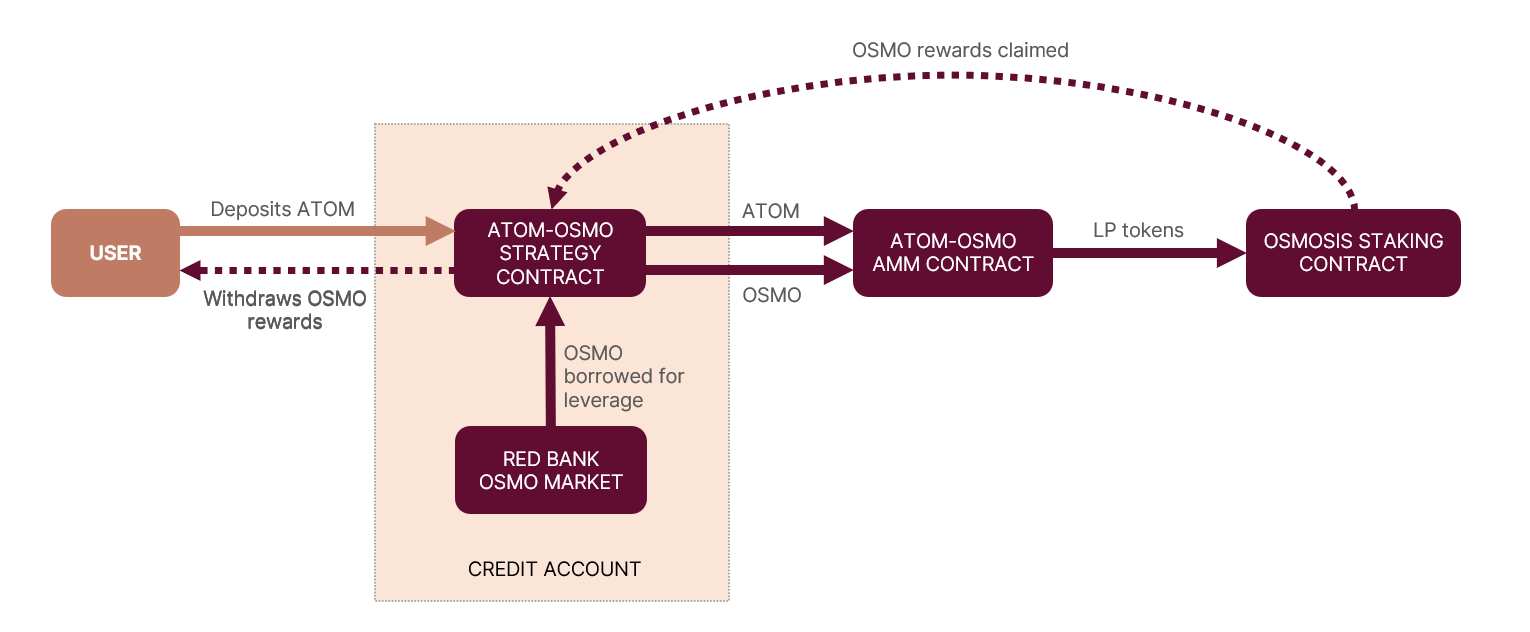 OSMO rewards claimed
Deposits ATOM
USER
Withdraws OSMO
rewards
ATOM-OSMO
STRATEGY
CONTRACT
ATOM
OSMO
ATOM-OSMO
AMM CONTRACT
LP tokens
OSMOSIS STAKING
CONTRACT
OSMO
borrowed for
leverage
RED BANK
OSMO MARKET
CREDIT ACCOUNT